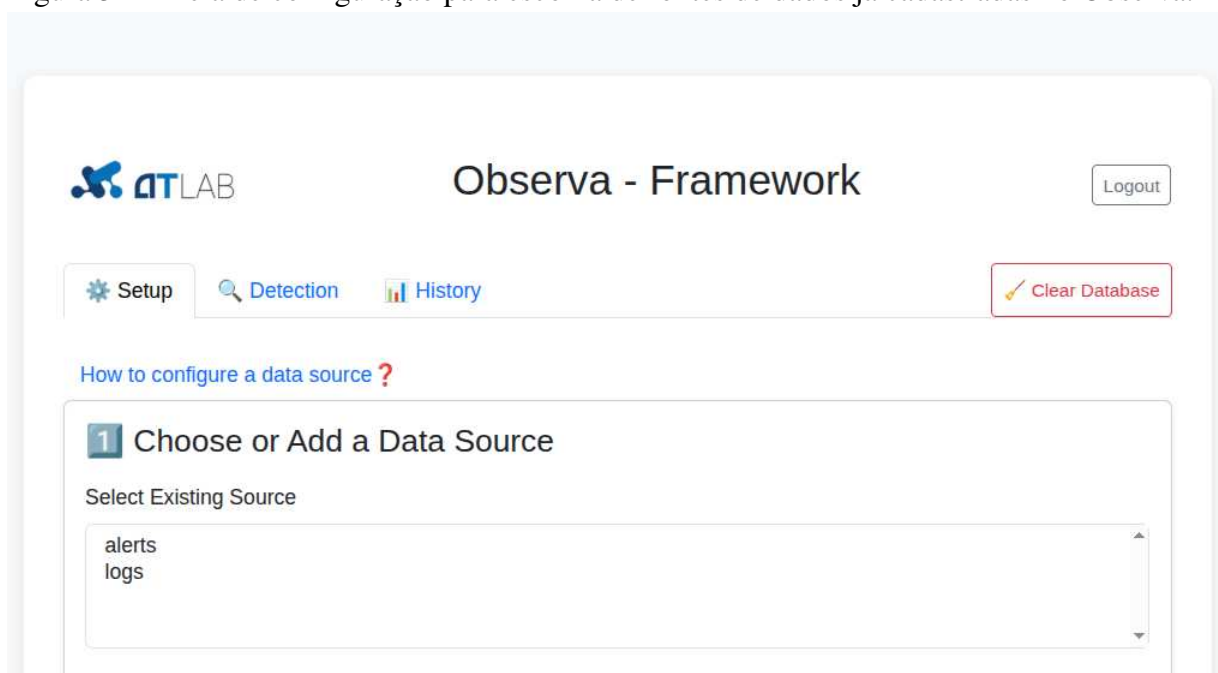 Observa - Framework
ATLAB
Logout
Setup
Detection
History
Clear Database
How to configure a data source❓
1️⃣ Choose or Add a Data Source
Select Existing Source
alerts
logs